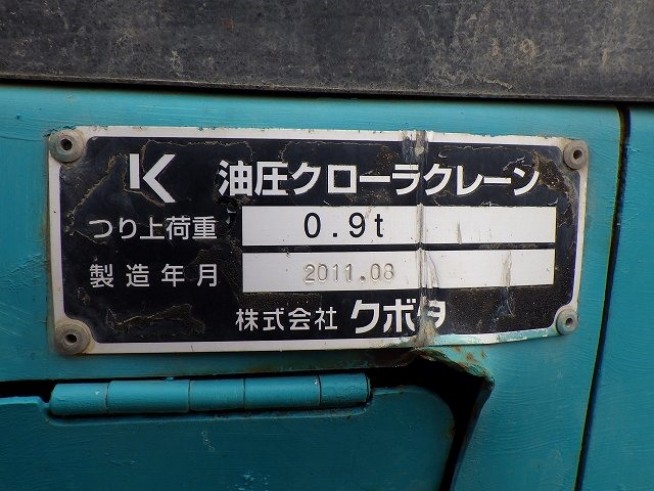 K 油圧クローラクレーン
つり上荷重 0.9t
製造年月 2011.08
株式会社 クボタ